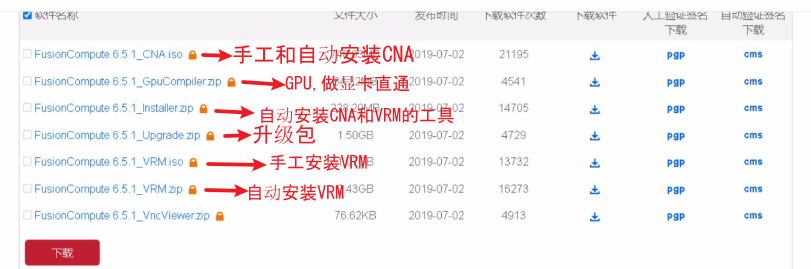 软件名称 文件大小 发布时间 下载软件次数 下载软件 人工验证签名下载 自动验证签名下载
FusionCompute 6.5.1_CNA.iso 手工和自动安装CNA 2019-07-02 21195 pgp cms
FusionCompute 6.5.1_GpuCompiler.zip GPU,做显卡直通 2019-07-02 4541 pgp cms
FusionCompute 6.5.1_Installer.zip 自动安装CNA和VRM的工具 2019-07-02 14705 pgp cms
FusionCompute 6.5.1_Upgrade.zip 升级包 1.50GB 2019-07-02 4729 pgp cms
FusionCompute 6.5.1_VRM.iso 手工安装VRM 2019-07-02 13732 pgp cms
FusionCompute 6.5.1_VRM.zip 自动安装VRM 2019-07-02 16273 pgp cms
FusionCompute 6.5.1_VncViewer.zip 76.62KB 2019-07-02 4913 pgp cms
下载